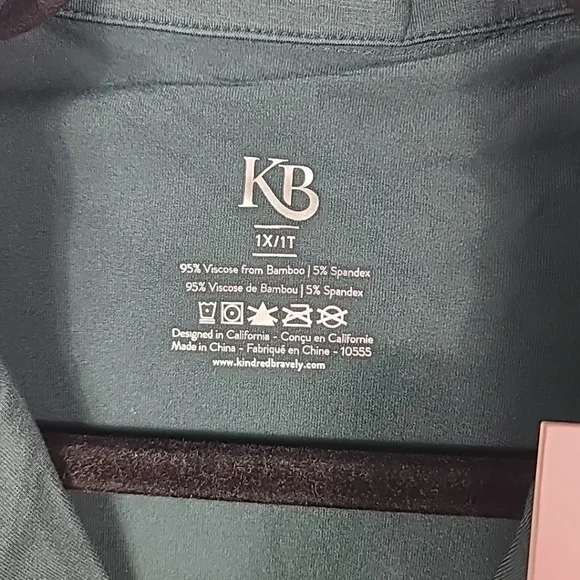 KB
1X/1T
95% Viscose from Bamboo | 5% Spandex
95% Viscose de Bambou | 5% Spandex
Designed in California - Conçu en Californie
Made in China - Fabriqué en Chine - 10555
www.kindredbravely.com